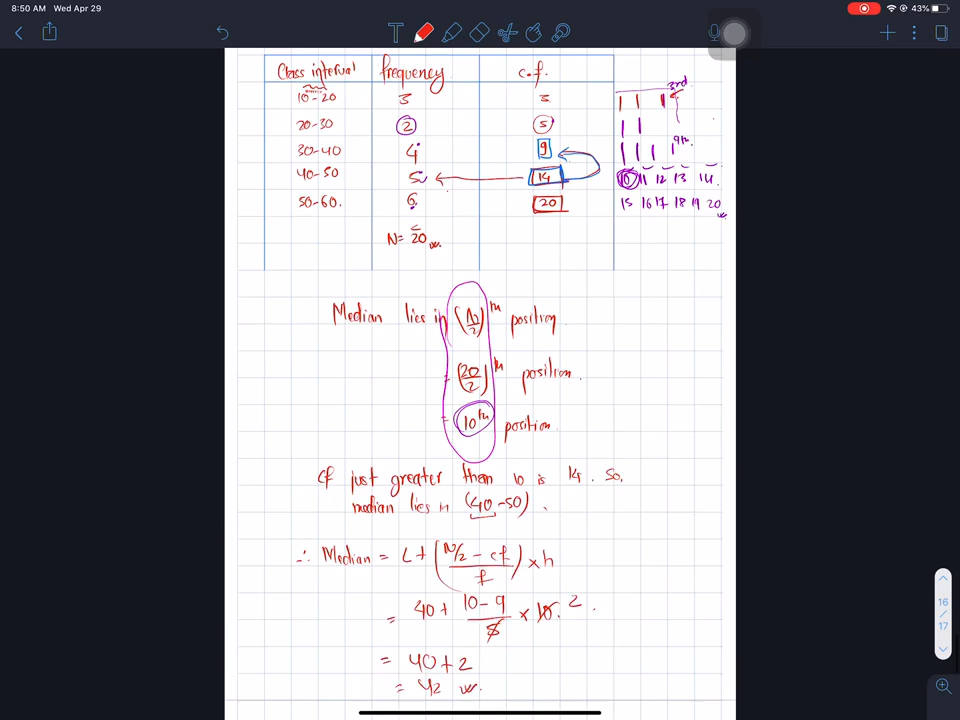 8:50 AM Wed Apr 29
43%
T
Class interval frequency c.f.
10-20 3 3 3rd
20-30 2 5
30-40 4 9 9th
40-50 5 14 10 11 12 13 14
50-60. 6 20 15 16 17 18 19 20
N = 20
Median lies in (N/2)th position
= (20/2)th position.
= 10th position
Cf just greater than 10 is 14. So,
median lies in (40-50).
∴ Median = L + (N/2 - cf / f) × h
= 40 + 10-9 / 5 × 10. 2
= 40 + 2
= 42
16
/
17